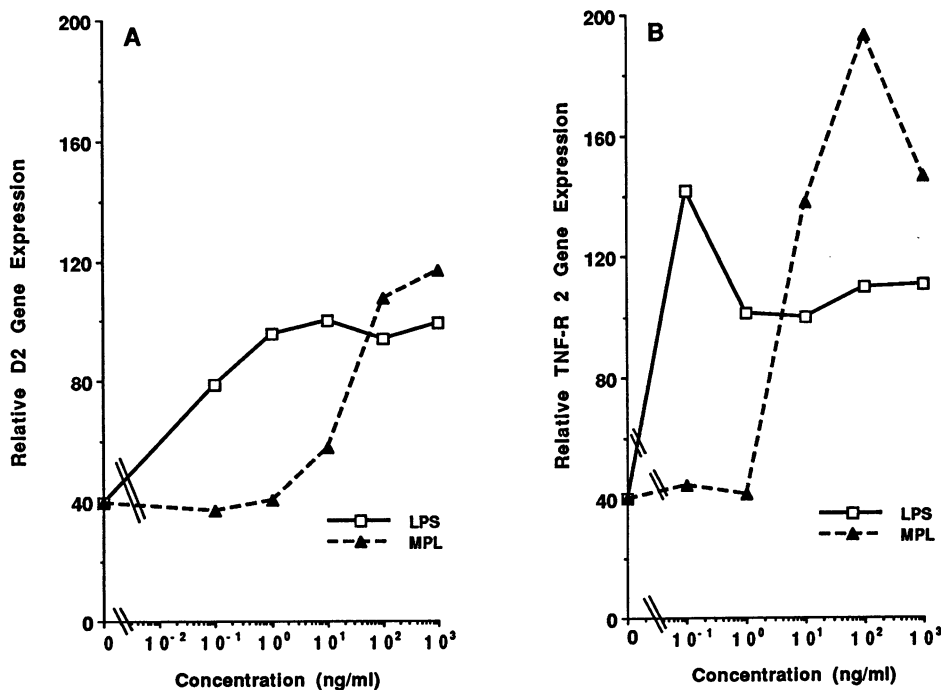 A
Relative D2 Gene Expression
200
160
120
80
40
0
LPS
MPL
0 10⁻² 10⁻¹ 10⁰ 10¹ 10² 10³
Concentration (ng/ml)
B
Relative TNF-R 2 Gene Expression
200
160
120
80
40
0
LPS
MPL
0 10⁻¹ 10⁰ 10¹ 10² 10³
Concentration (ng/ml)